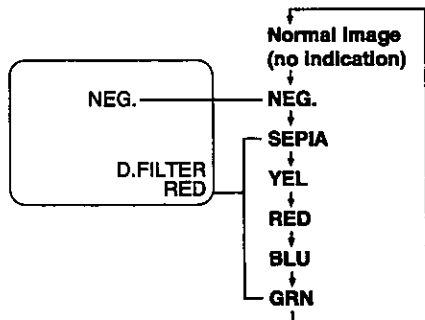 Normal Image
(no indication)
NEG.
NEG.
SEPIA
D.FILTER
RED
YEL
RED
BLU
GRN